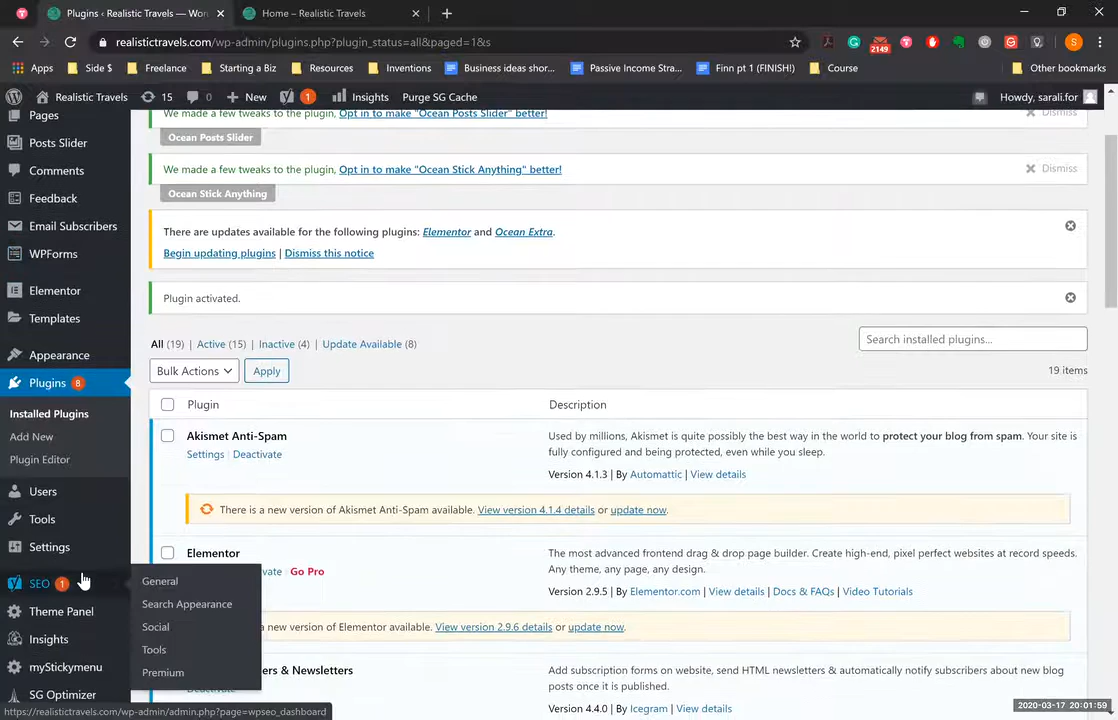 Plugins ‹ Realistic Travels — Wor
Home – Realistic Travels
realistictravels.com/wp-admin/plugins.php?plugin_status=all&paged=1&s
2149
S
Apps
Side $
Freelance
Starting a Biz
Resources
Inventions
Business ideas shor...
Passive Income Stra...
Finn pt 1 (FINISH!)
Course
Other bookmarks
Realistic Travels
15
0
New
1
Insights
Purge SG Cache
Howdy, sarali.for
Pages
Posts Slider
Comments
Feedback
Email Subscribers
WPForms
Elementor
Templates
Appearance
Plugins 8
Installed Plugins
Add New
Plugin Editor
Users
Tools
Settings
SEO 1
Theme Panel
Insights
myStickymenu
SG Optimizer
General
Search Appearance
Social
Tools
Premium
We made a few tweaks to the plugin, Opt in to make "Ocean Posts Slider" better!
Dismiss
Ocean Posts Slider
We made a few tweaks to the plugin, Opt in to make "Ocean Stick Anything" better!
Dismiss
Ocean Stick Anything
There are updates available for the following plugins: Elementor and Ocean Extra.
Begin updating plugins | Dismiss this notice
Plugin activated.
All (19) | Active (15) | Inactive (4) | Update Available (8)
Search installed plugins...
Bulk Actions
Apply
19 items
Plugin
Description
Akismet Anti-Spam
Settings | Deactivate
Used by millions, Akismet is quite possibly the best way in the world to protect your blog from spam. Your site is
fully configured and being protected, even while you sleep.
Version 4.1.3 | By Automattic | View details
There is a new version of Akismet Anti-Spam available. View version 4.1.4 details or update now.
Elementor
vate Go Pro
The most advanced frontend drag & drop page builder. Create high-end, pixel perfect websites at record speeds.
Any theme, any page, any design.
Version 2.9.5 | By Elementor.com | View details | Docs & FAQs | Video Tutorials
a new version of Elementor available. View version 2.9.6 details or update now.
ers & Newsletters
Add subscription forms on website, send HTML newsletters & automatically notify subscribers about new blog
posts once it is published.
Version 4.4.0 | By Icegram | View details
https://realistictravels.com/wp-admin/admin.php?page=wpseo_dashboard
2020-03-17 20:01:59